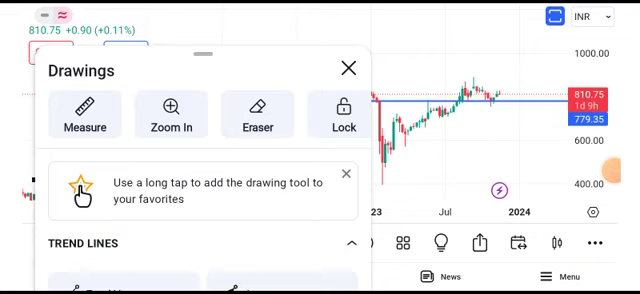 810.75 +0.90 (+0.11%)
INR
Drawings
Measure
Zoom In
Eraser
Lock
Use a long tap to add the drawing tool to
your favorites
TREND LINES
1000.00
810.75
1d 9h
779.35
600.00
400.00
23
Jul
2024
News
Menu